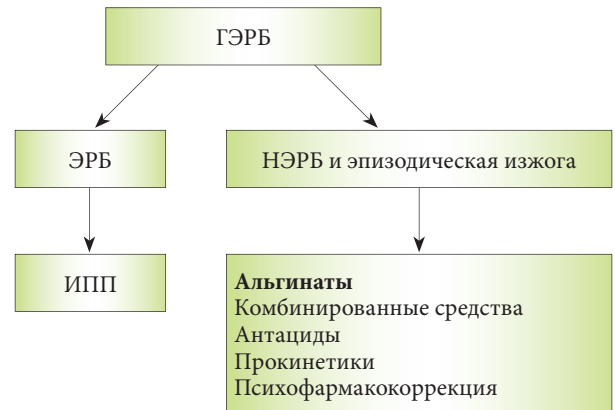 ГЭРБ
ЭРБ
НЭРБ и эпизодическая изжога
ИПП
Альгинаты
Комбинированные средства
Антациды
Прокинетики
Психофармакокоррекция